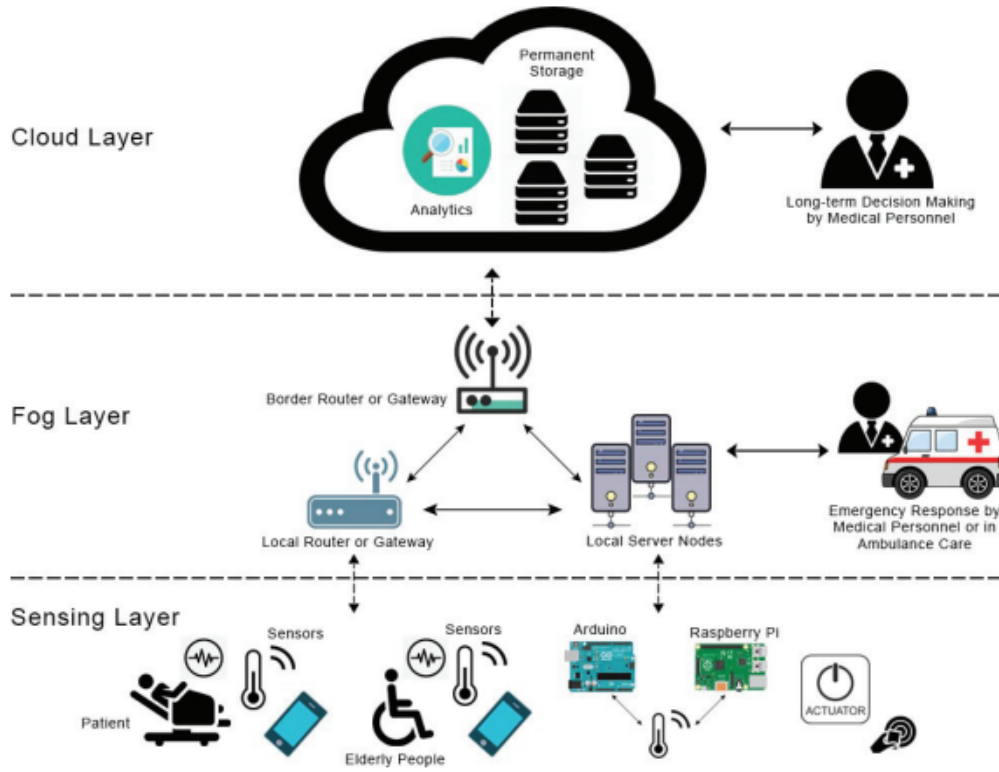 Permanent
Storage
Cloud Layer
Analytics
Long-term Decision Making
by Medical Personnel
Border Router or Gateway
Fog Layer
Local Router or Gateway
Local Server Nodes
Emergency Response by
Medical Personnel or in
Ambulance Care
Sensing Layer
Sensors
Sensors
Arduino
Raspberry Pi
Patient
Elderly People
ACTUATOR